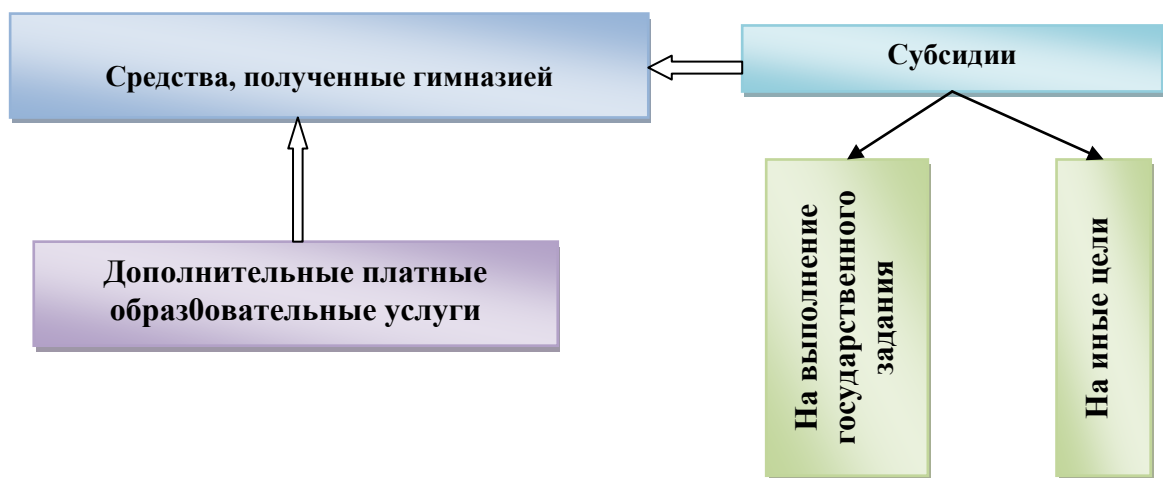 Средства, полученные гимназией
Субсидии
Дополнительные платные
образ0овательные услуги
На выполнение
государственного
задания
На иные цели